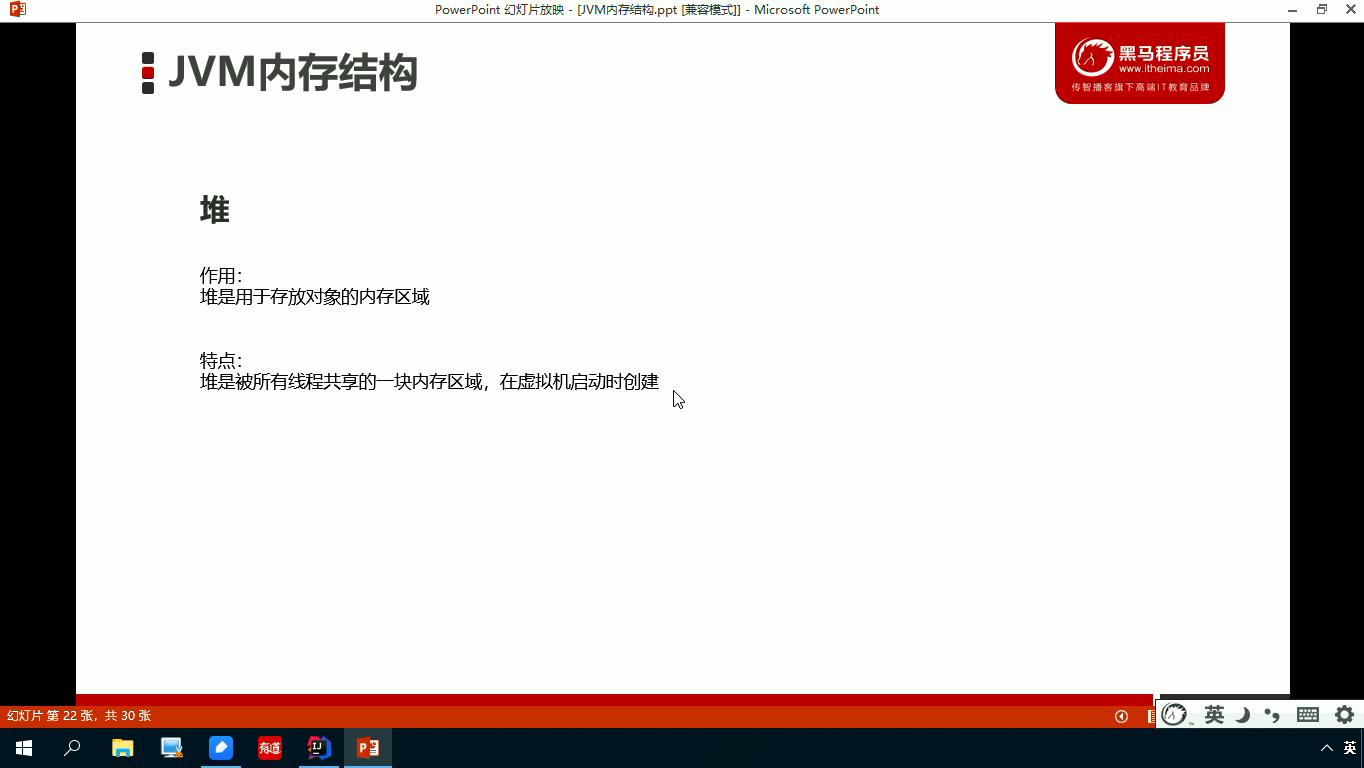 PowerPoint 幻灯片放映 - [JVM内存结构.ppt [兼容模式]] - Microsoft PowerPoint
JVM内存结构
黑马程序员
www.itheima.com
传智播客旗下高端IT教育品牌
堆
作用：
堆是用于存放对象的内存区域
特点：
堆是被所有线程共享的一块内存区域，在虚拟机启动时创建
幻灯片 第 22 张，共 30 张
英
有道
IJ
英